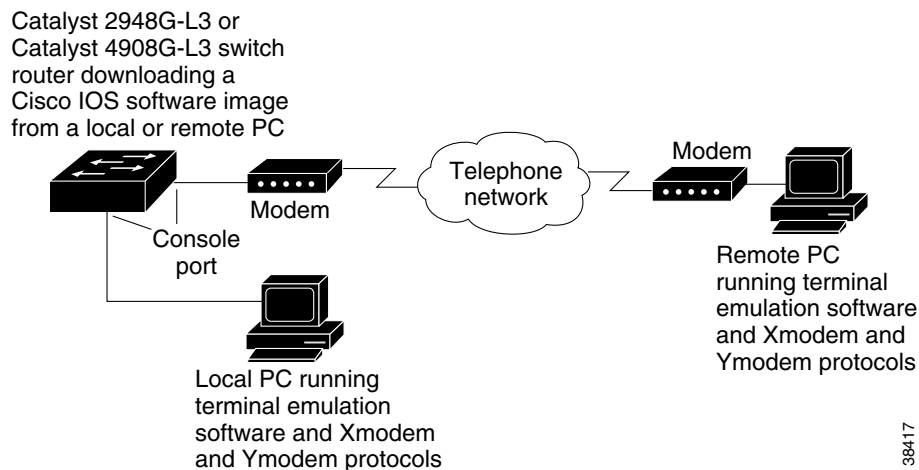 Catalyst 2948G-L3 or
Catalyst 4908G-L3 switch
router downloading a
Cisco IOS software image
from a local or remote PC
Modem
Console
port
Telephone
network
Modem
Remote PC
running terminal
emulation software
and Xmodem and
Ymodem protocols
Local PC running
terminal emulation
software and Xmodem
and Ymodem protocols
38417